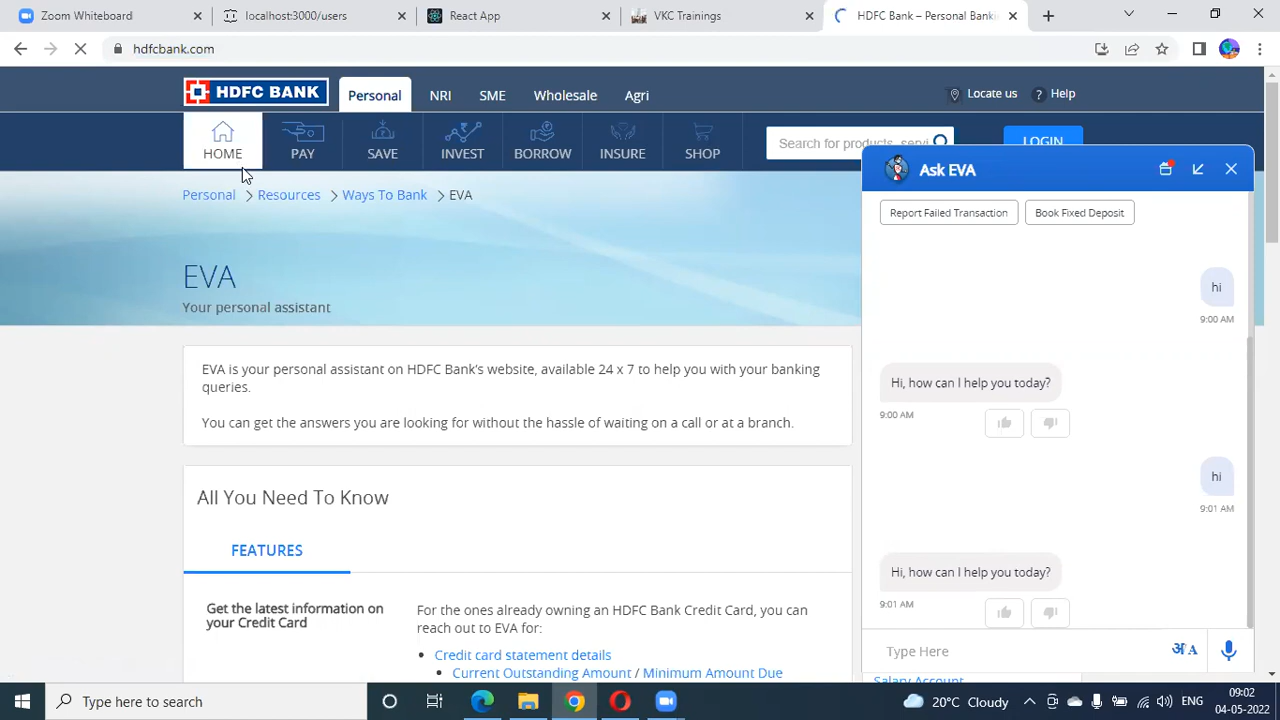 Zoom Whiteboard
localhost:3000/users
React App
VKC Trainings
HDFC Bank – Personal Banki
hdfcbank.com
HDFC BANK
Personal
NRI
SME
Wholesale
Agri
Locate us
? Help
HOME
PAY
SAVE
INVEST
BORROW
INSURE
SHOP
Search for products, servi
LOGIN
Personal > Resources > Ways To Bank > EVA
EVA
Your personal assistant
EVA is your personal assistant on HDFC Bank's website, available 24 x 7 to help you with your banking
queries.
You can get the answers you are looking for without the hassle of waiting on a call or at a branch.
All You Need To Know
FEATURES
Get the latest information on
your Credit Card
For the ones already owning an HDFC Bank Credit Card, you can
reach out to EVA for:
Credit card statement details
Current Outstanding Amount / Minimum Amount Due
Ask EVA
Report Failed Transaction
Book Fixed Deposit
hi
9:00 AM
Hi, how can I help you today?
9:00 AM
hi
9:01 AM
Hi, how can I help you today?
9:01 AM
Type Here
अA
Salary Account
Type here to search
20°C Cloudy
ENG
09:02
04-05-2022